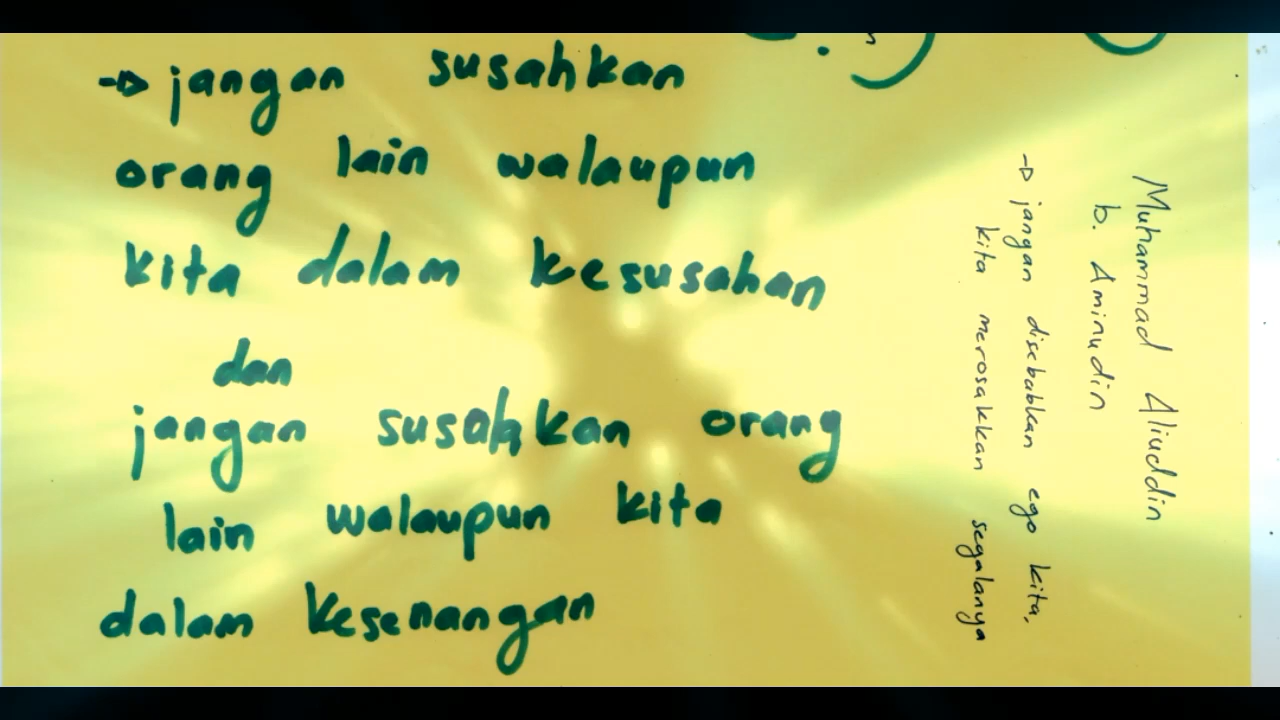 → jangan susahkan
orang lain walaupun
kita dalam kesusahan
dan
jangan susahkan orang
lain walaupun kita
dalam kesenangan
Muhammad Aliuddin
b. Aminudin
→ jangan disebabkan ego kita,
kita merosakkan segalanya